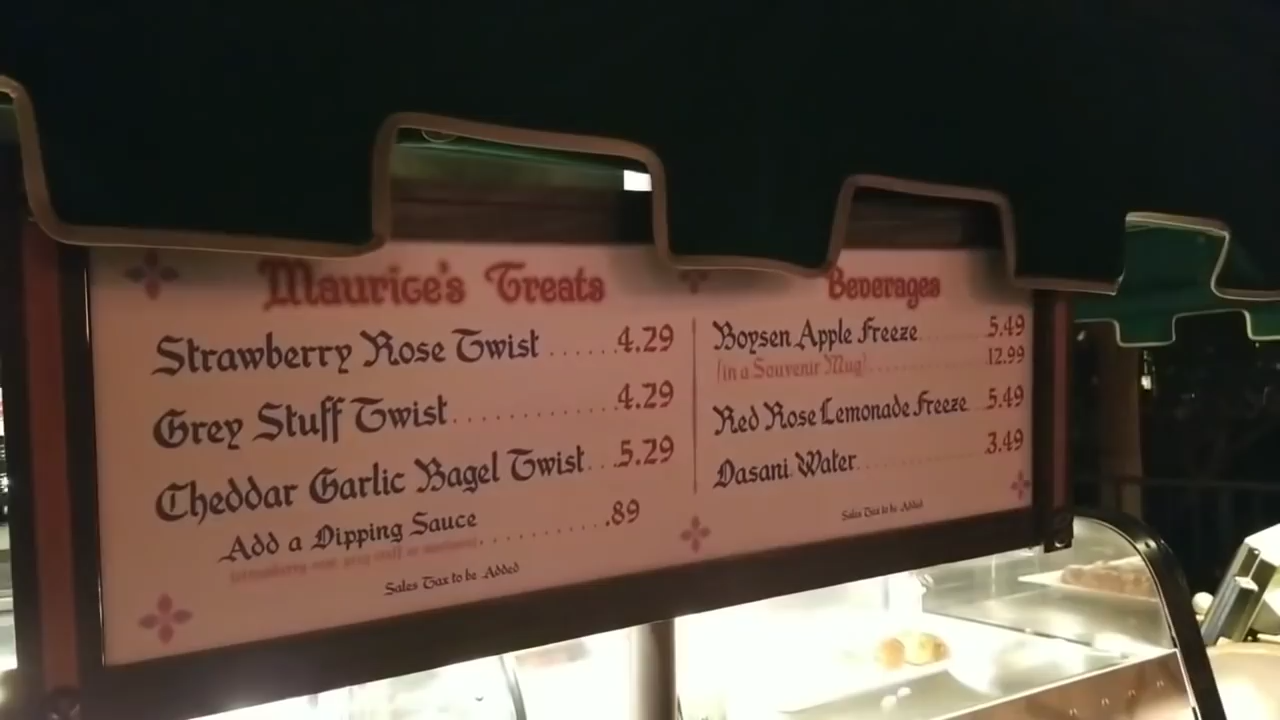 Maurice's Treats
Strawberry Rose Twist ...... 4.29
Grey Stuff Twist ............. 4.29
Cheddar Garlic Bagel Twist ... 5.29
Add a Dipping Sauce .......... .89
Sales Tax to be Added
Beverages
Boysen Apple Freeze ........ 5.49
(in a Souvenir Mug) ............ 12.99
Red Rose Lemonade Freeze .. 5.49
Dasani Water ............... 3.49
Sales Tax to be Added